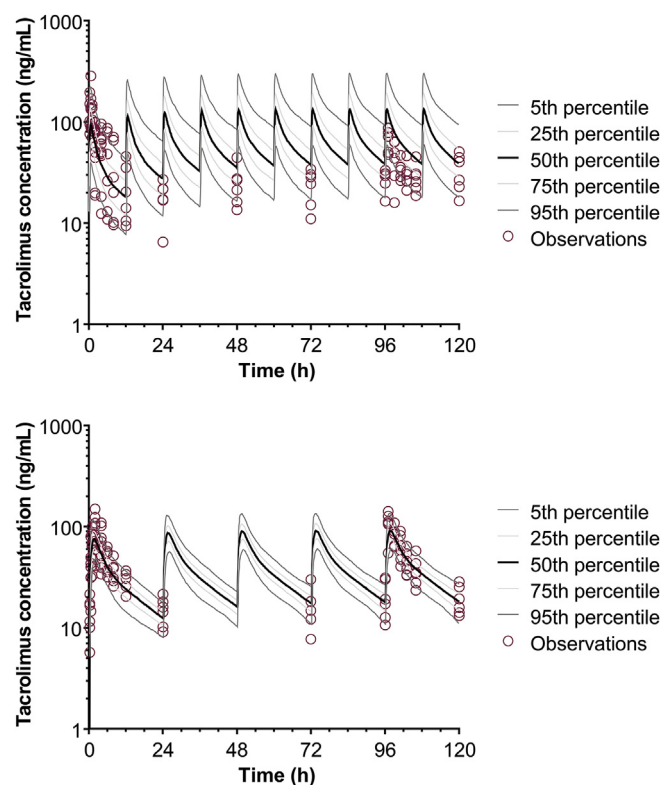 Tacrolimus concentration (ng/mL)
1000
100
10
1
0 24 48 72 96 120
Time (h)
5th percentile
25th percentile
50th percentile
75th percentile
95th percentile
Observations
Tacrolimus concentration (ng/mL)
1000
100
10
1
0 24 48 72 96 120
Time (h)
5th percentile
25th percentile
50th percentile
75th percentile
95th percentile
Observations